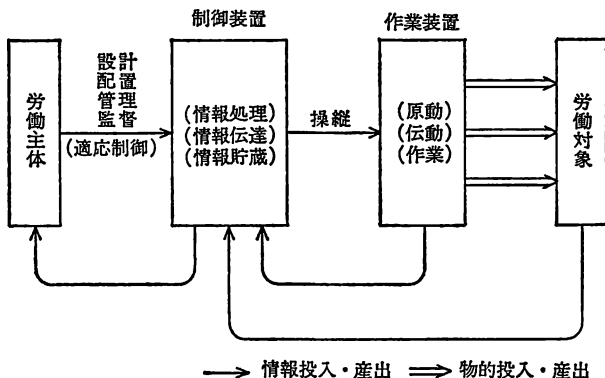 制御装置
作業装置
設計
配置
管理
監督
(適応制御)
労働主体
(情報処理)
(情報伝達)
(情報貯蔵)
操縦
(原動)
(伝動)
(作業)
労働対象
情報投入・産出
物的投入・産出